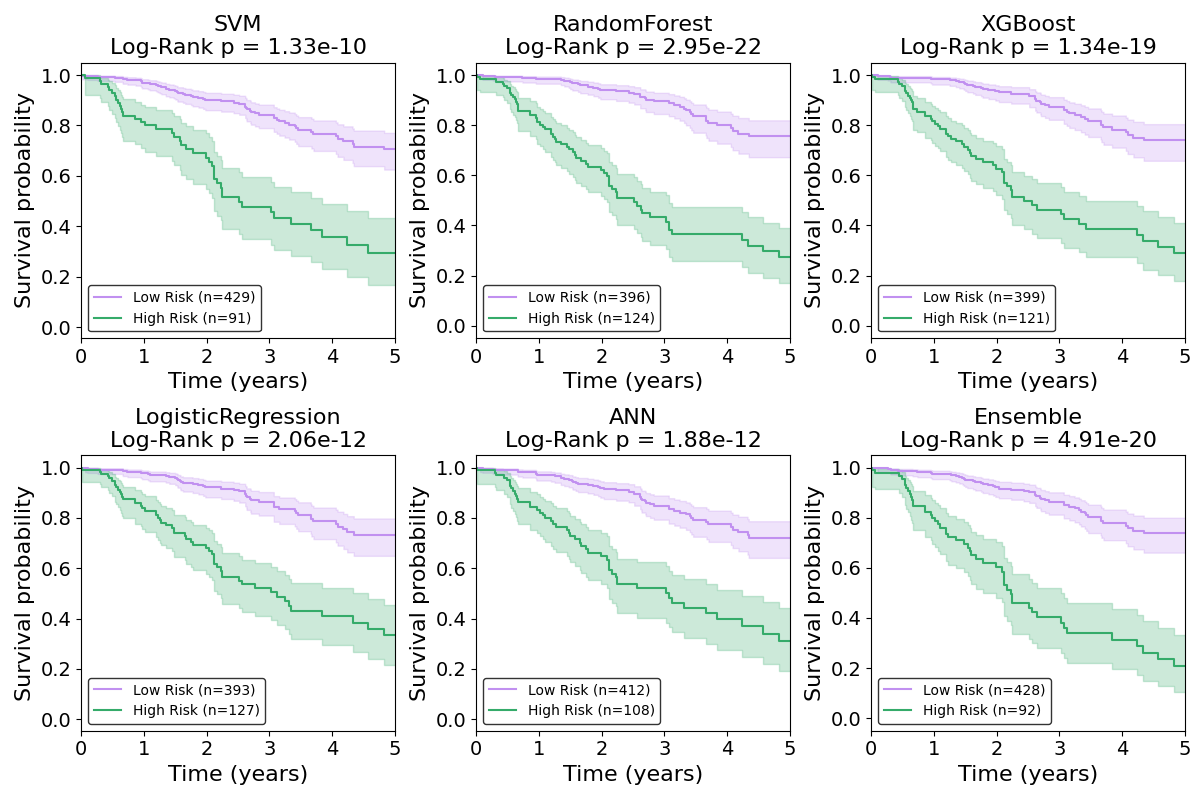 SVM
Log-Rank p = 1.33e-10
Survival probability
1.0
0.8
0.6
0.4
0.2
0.0
Low Risk (n=429)
High Risk (n=91)
0 1 2 3 4 5
Time (years)
RandomForest
Log-Rank p = 2.95e-22
Survival probability
1.0
0.8
0.6
0.4
0.2
0.0
Low Risk (n=396)
High Risk (n=124)
0 1 2 3 4 5
Time (years)
XGBoost
Log-Rank p = 1.34e-19
Survival probability
1.0
0.8
0.6
0.4
0.2
0.0
Low Risk (n=399)
High Risk (n=121)
0 1 2 3 4 5
Time (years)
LogisticRegression
Log-Rank p = 2.06e-12
Survival probability
1.0
0.8
0.6
0.4
0.2
0.0
Low Risk (n=393)
High Risk (n=127)
0 1 2 3 4 5
Time (years)
ANN
Log-Rank p = 1.88e-12
Survival probability
1.0
0.8
0.6
0.4
0.2
0.0
Low Risk (n=412)
High Risk (n=108)
0 1 2 3 4 5
Time (years)
Ensemble
Log-Rank p = 4.91e-20
Survival probability
1.0
0.8
0.6
0.4
0.2
0.0
Low Risk (n=428)
High Risk (n=92)
0 1 2 3 4 5
Time (years)